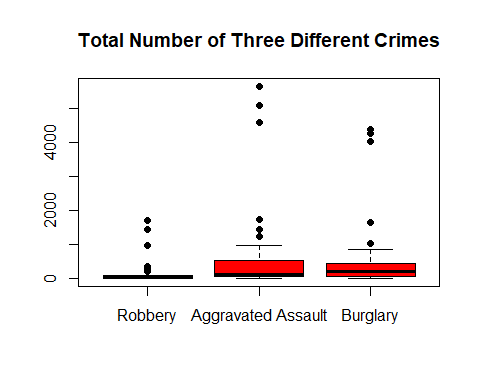 Total Number of Three Different Crimes
4000
2000
0
Robbery Aggravated Assault Burglary